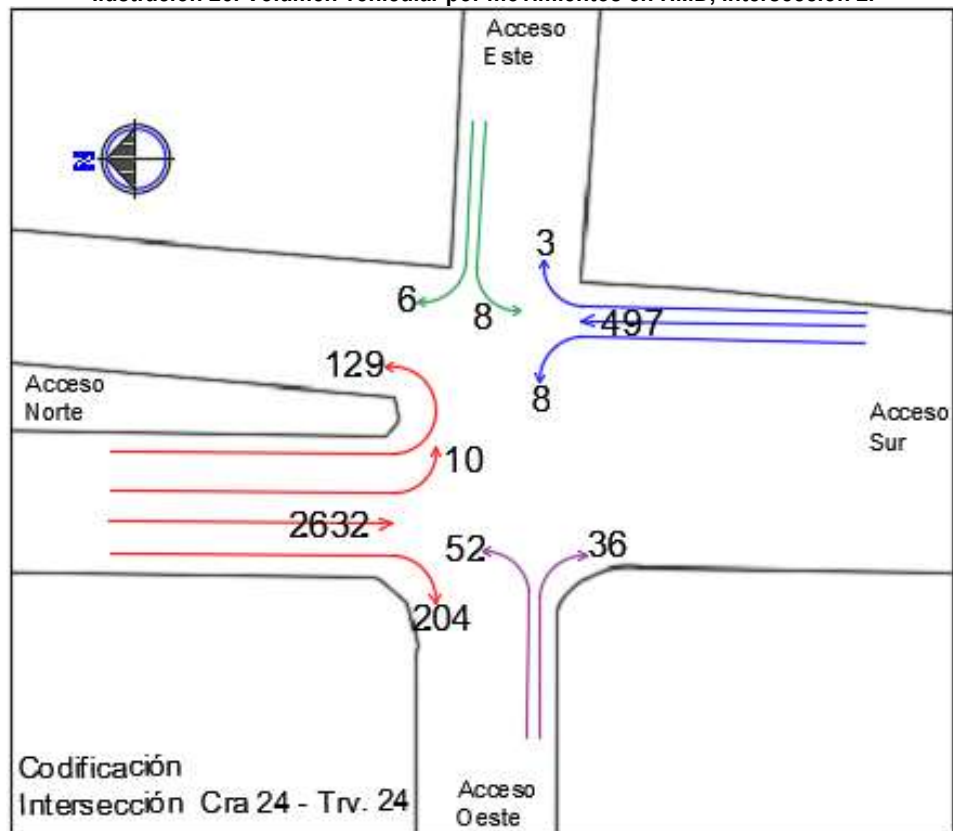 Acceso
Este
N
3
6
8
497
129
8
Acceso
Norte
Acceso
Sur
10
2632
52
36
204
Codificación
Intersección Cra 24 - Trv. 24
Acceso
Oeste